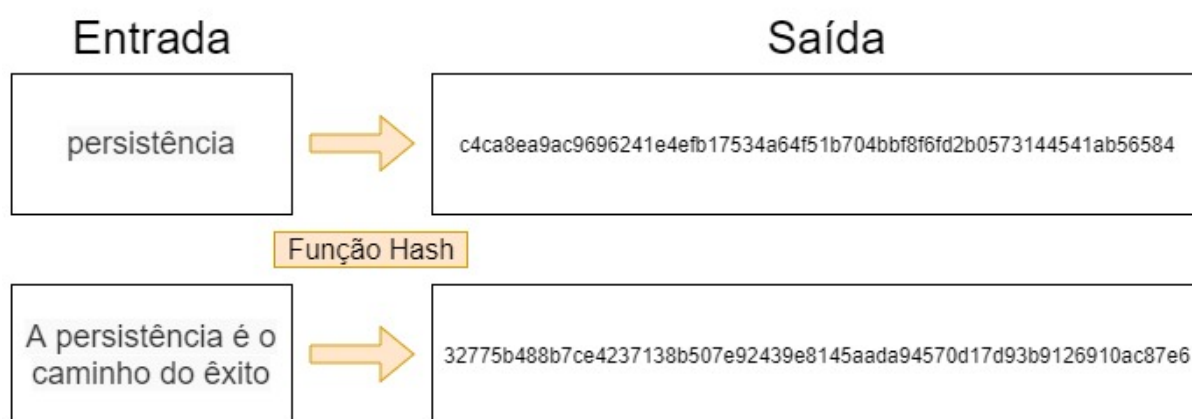 Entrada
Saída
persistência
c4ca8ea9ac9696241e4efb17534a64f51b704bbf8f6fd2b0573144541ab56584
Função Hash
A persistência é o
caminho do êxito
32775b488b7ce4237138b507e92439e8145aada94570d17d93b9126910ac87e6